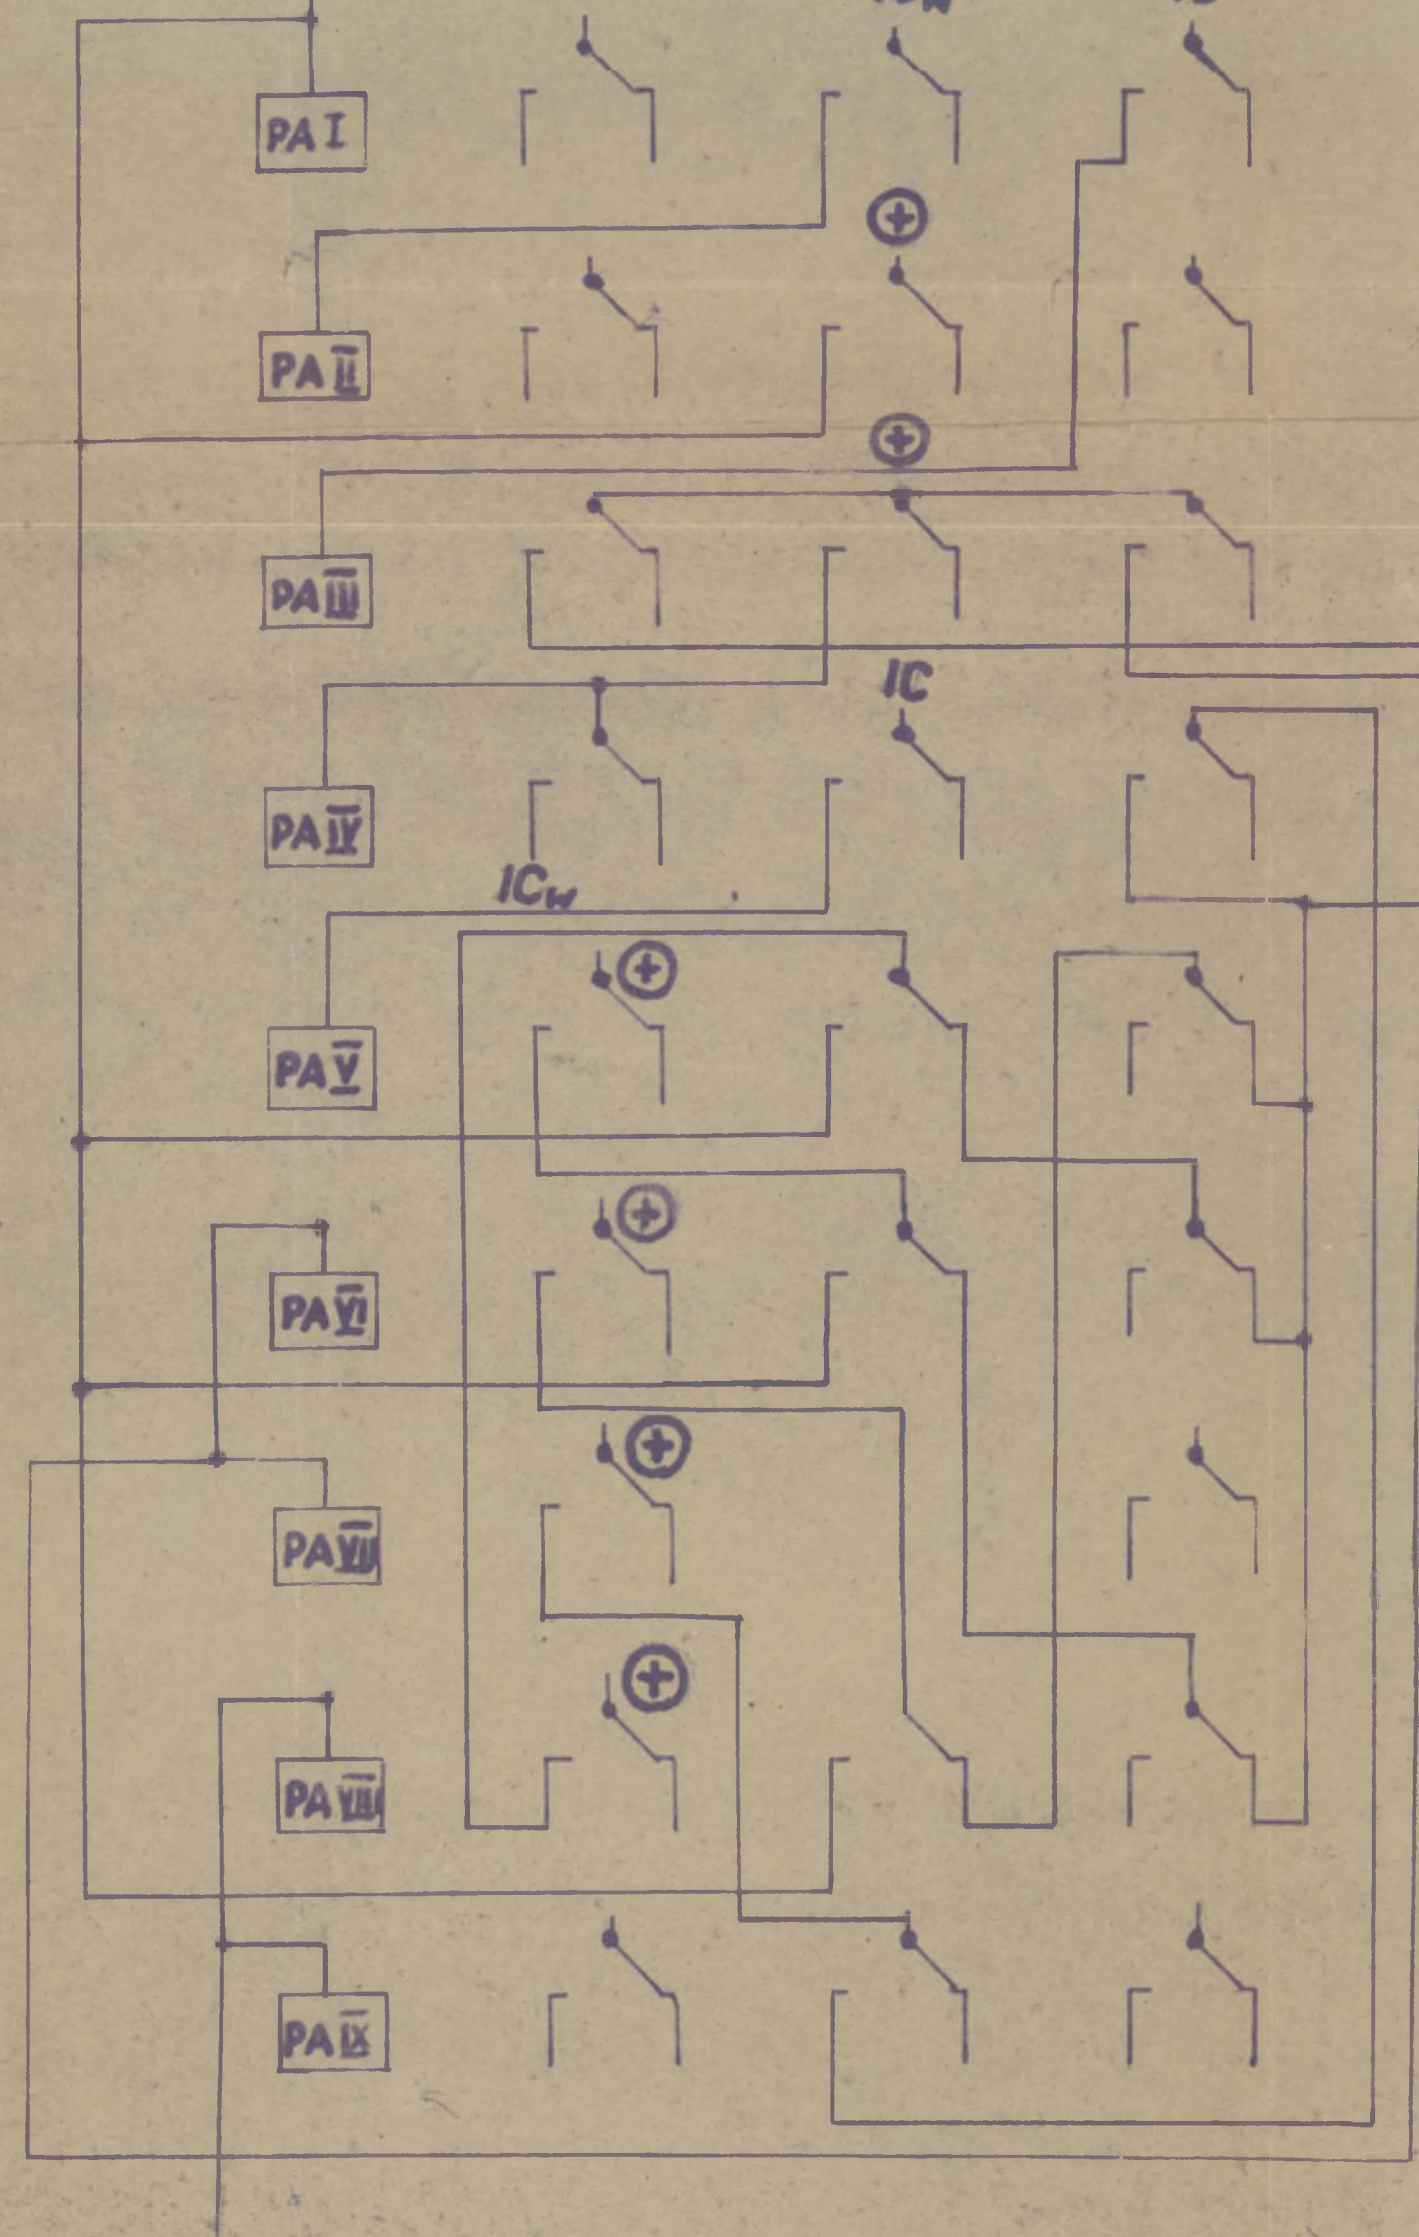 PA I
⊕
PA II
⊕
PA III
IC
PA IV
ICw
⊕
PA V
⊕
PA VI
⊕
PA VII
⊕
PA VIII
PA IX